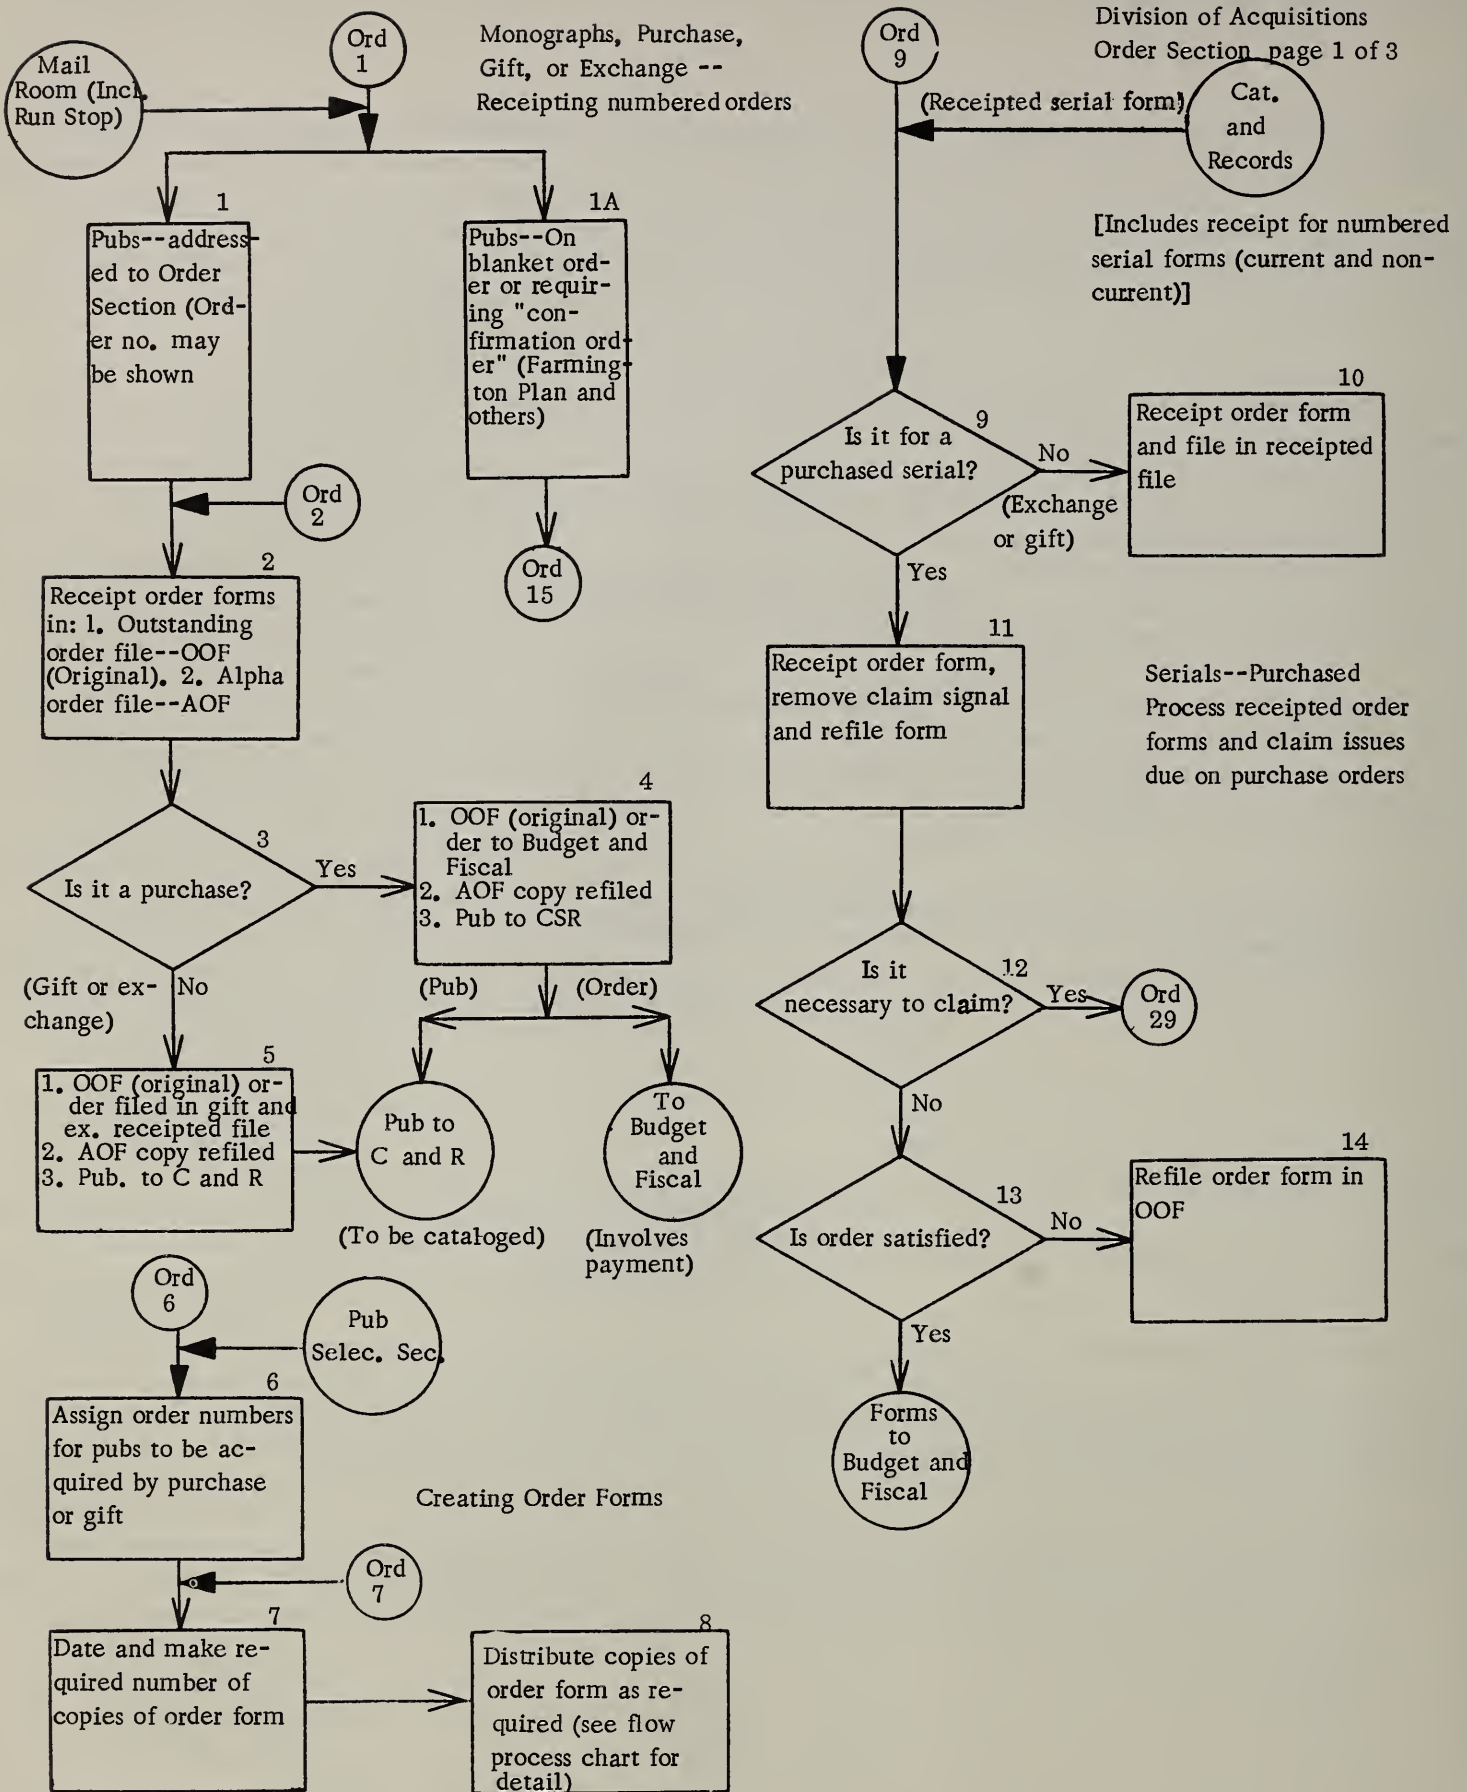 Mail
Room (Incl.
Run Stop)
Ord
1
Monographs, Purchase,
Gift, or Exchange --
Receipting numbered orders
1
Pubs--address-
ed to Order
Section (Ord-
er no. may
be shown
1A
Pubs--On
blanket ord-
er or requir-
ing "con-
firmation ord-
er" (Farming-
ton Plan and
others)
Ord
2
Ord
15
2
Receipt order forms
in: 1. Outstanding
order file--OOF
(Original). 2. Alpha
order file--AOF
3
Is it a purchase?
Yes
4
1. OOF (original) or-
der to Budget and
Fiscal
2. AOF copy refiled
3. Pub to CSR
(Gift or ex-
change)
No
(Pub)
(Order)
5
1. OOF (original) or-
der filed in gift and
ex. receipted file
2. AOF copy refiled
3. Pub. to C and R
Pub to
C and R
(To be cataloged)
To
Budget
and
Fiscal
(Involves
payment)
Ord
6
Pub
Selec. Sec.
6
Assign order numbers
for pubs to be ac-
quired by purchase
or gift
Creating Order Forms
Ord
7
7
Date and make re-
quired number of
copies of order form
8
Distribute copies of
order form as re-
quired (see flow
process chart for
detail)
Division of Acquisitions
Order Section page 1 of 3
Ord
9
(Receipted serial form)
Cat.
and
Records
[Includes receipt for numbered
serial forms (current and non-
current)]
9
Is it for a
purchased serial?
No
(Exchange
or gift)
Yes
10
Receipt order form
and file in receipted
file
11
Receipt order form,
remove claim signal
and refile form
Serials--Purchased
Process receipted order
forms and claim issues
due on purchase orders
12
Is it
necessary to claim?
Yes
Ord
29
No
13
Is order satisfied?
No
14
Refile order form in
OOF
Yes
Forms
to
Budget and
Fiscal